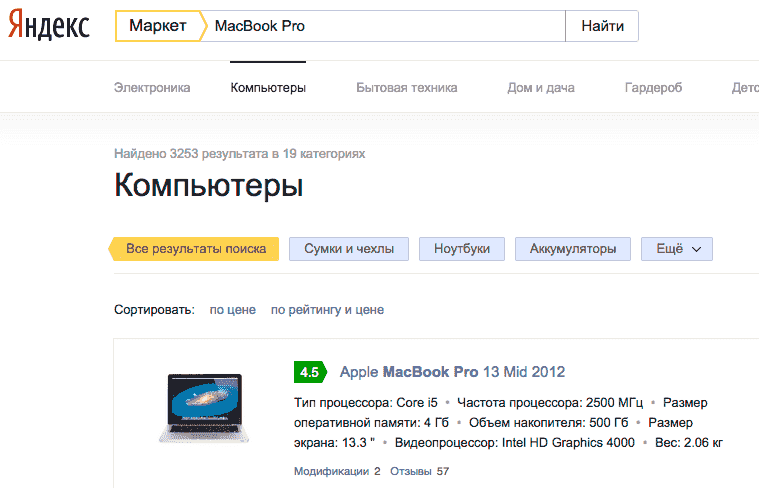 Яндекс Маркет MacBook Pro Найти
Электроника Компьютеры Бытовая техника Дом и дача Гардероб Детс
Найдено 3253 результата в 19 категориях
Компьютеры
Все результаты поиска Сумки и чехлы Ноутбуки Аккумуляторы Ещё
Сортировать: по цене по рейтингу и цене
4.5 Apple MacBook Pro 13 Mid 2012
Тип процессора: Core i5 • Частота процессора: 2500 МГц • Размер
оперативной памяти: 4 Гб • Объем накопителя: 500 Гб • Размер
экрана: 13.3 " • Видеопроцессор: Intel HD Graphics 4000 • Вес: 2.06 кг
Модификации 2 Отзывы 57